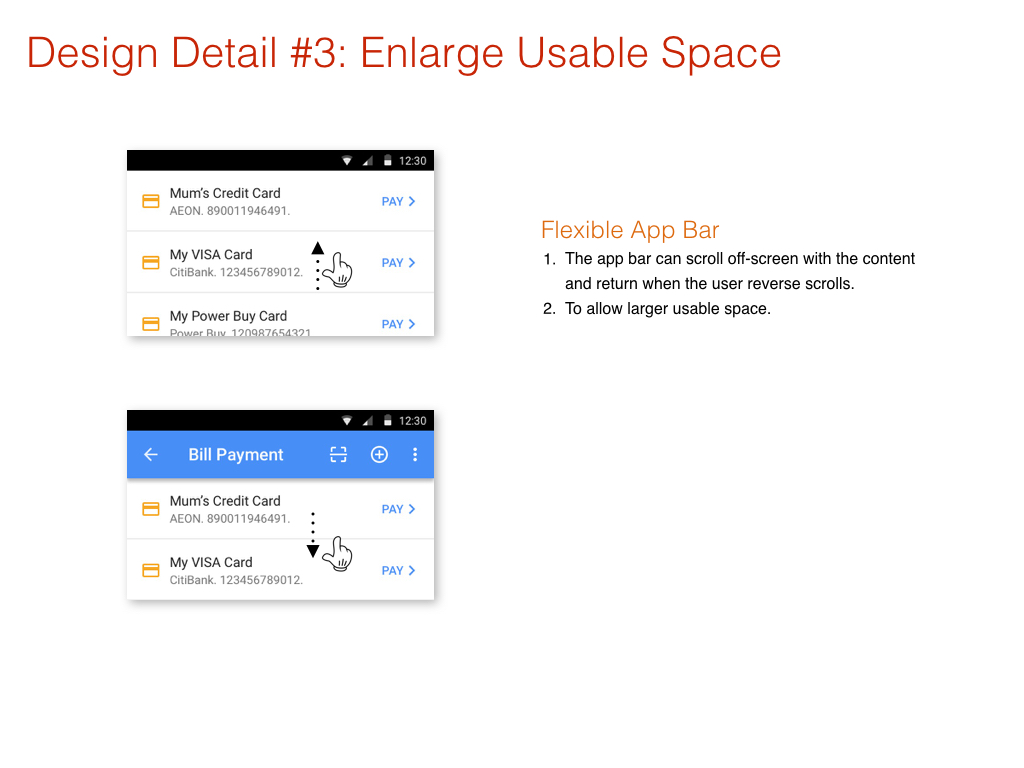 Design Detail #3: Enlarge Usable Space
12:30
Mum's Credit Card
AEON. 890011946491.
PAY
My VISA Card
CitiBank. 123456789012.
PAY
My Power Buy Card
Power Buy. 120987654321
PAY
Flexible App Bar
1. The app bar can scroll off-screen with the content
and return when the user reverse scrolls.
2. To allow larger usable space.
12:30
Bill Payment
Mum's Credit Card
AEON. 890011946491.
PAY
My VISA Card
CitiBank. 123456789012.
PAY